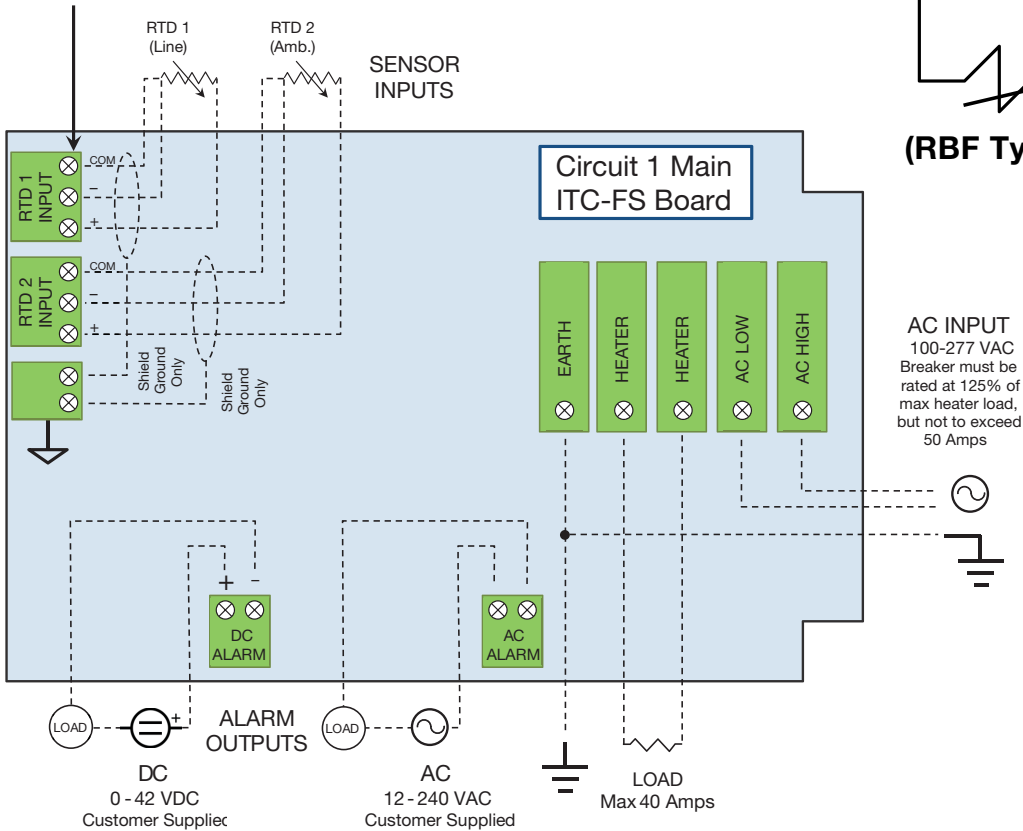 RTD 1
(Line)
RTD 2
(Amb.)
SENSOR
INPUTS
(RBF Ty
Circuit 1 Main
ITC-FS Board
RTD 1
INPUT
COM
–
+
RTD 2
INPUT
COM
–
+
Shield
Ground
Only
Shield
Ground
Only
EARTH
HEATER
HEATER
AC LOW
AC HIGH
AC INPUT
100-277 VAC
Breaker must be
rated at 125% of
max heater load,
but not to exceed
50 Amps
+ –
DC
ALARM
AC
ALARM
LOAD
+
ALARM
OUTPUTS
LOAD
DC
0 - 42 VDC
Customer Supplied
AC
12 - 240 VAC
Customer Supplied
LOAD
Max 40 Amps